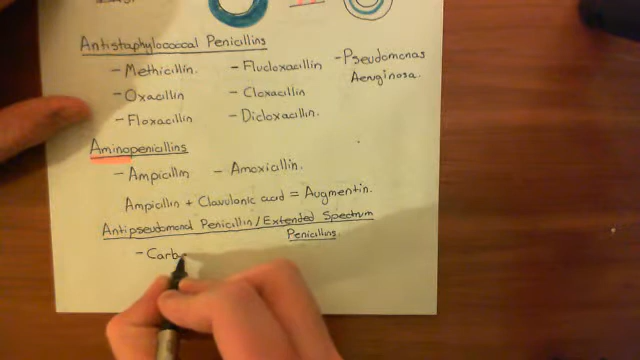 Antistaphylococcal Penicillins
- Methicillin. - Flucloxacillin - Pseudomonas
Aeruginosa.
- Oxacillin - Cloxacillin
- Floxacillin - Dicloxacillin.
Aminopenicillins
- Ampicillin - Amoxicillin.
Ampicillin + Clavulonic acid = Augmentin.
Antipseudomonal Penicillin / Extended Spectrum
Penicillins.
- Carb